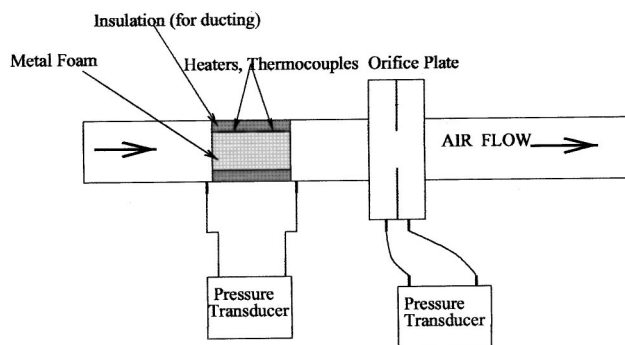 Insulation (for ducting)
Metal Foam
Heaters, Thermocouples
Orifice Plate
AIR FLOW
Pressure
Transducer
Pressure
Transducer